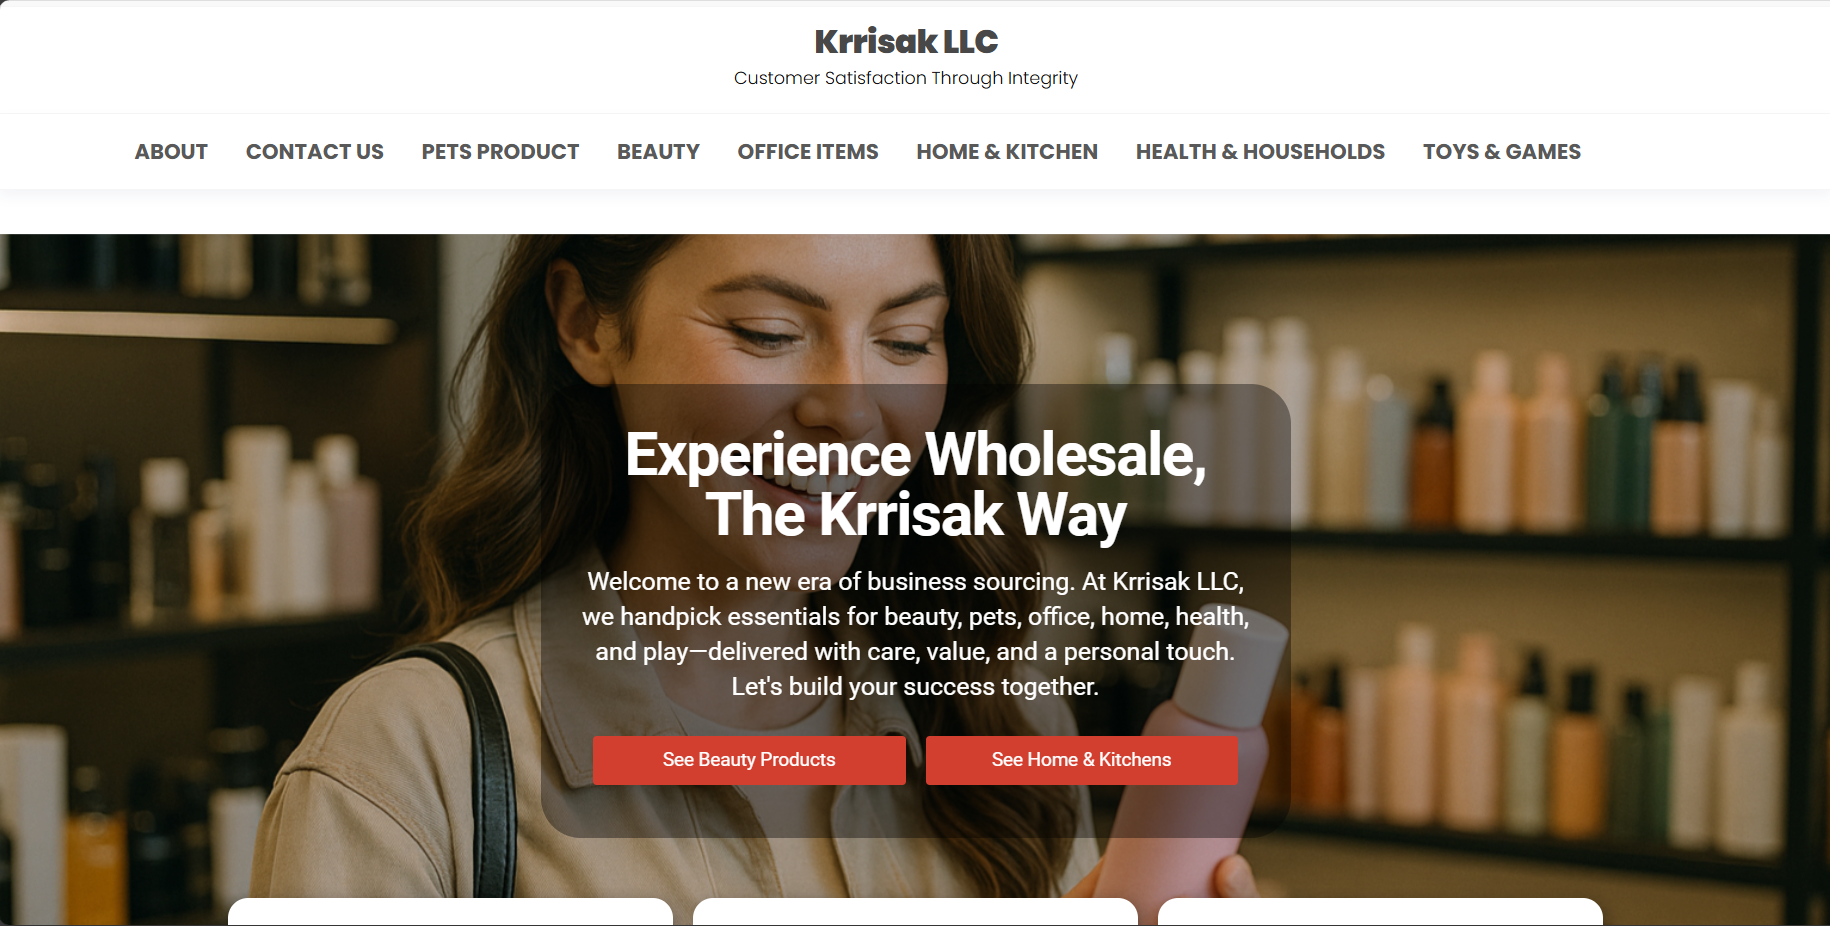 Krrisak LLC
Customer Satisfaction Through Integrity
ABOUT CONTACT US PETS PRODUCT BEAUTY OFFICE ITEMS HOME & KITCHEN HEALTH & HOUSEHOLDS TOYS & GAMES
Experience Wholesale,
The Krrisak Way
Welcome to a new era of business sourcing. At Krrisak LLC,
we handpick essentials for beauty, pets, office, home, health,
and play—delivered with care, value, and a personal touch.
Let's build your success together.
See Beauty Products See Home & Kitchens